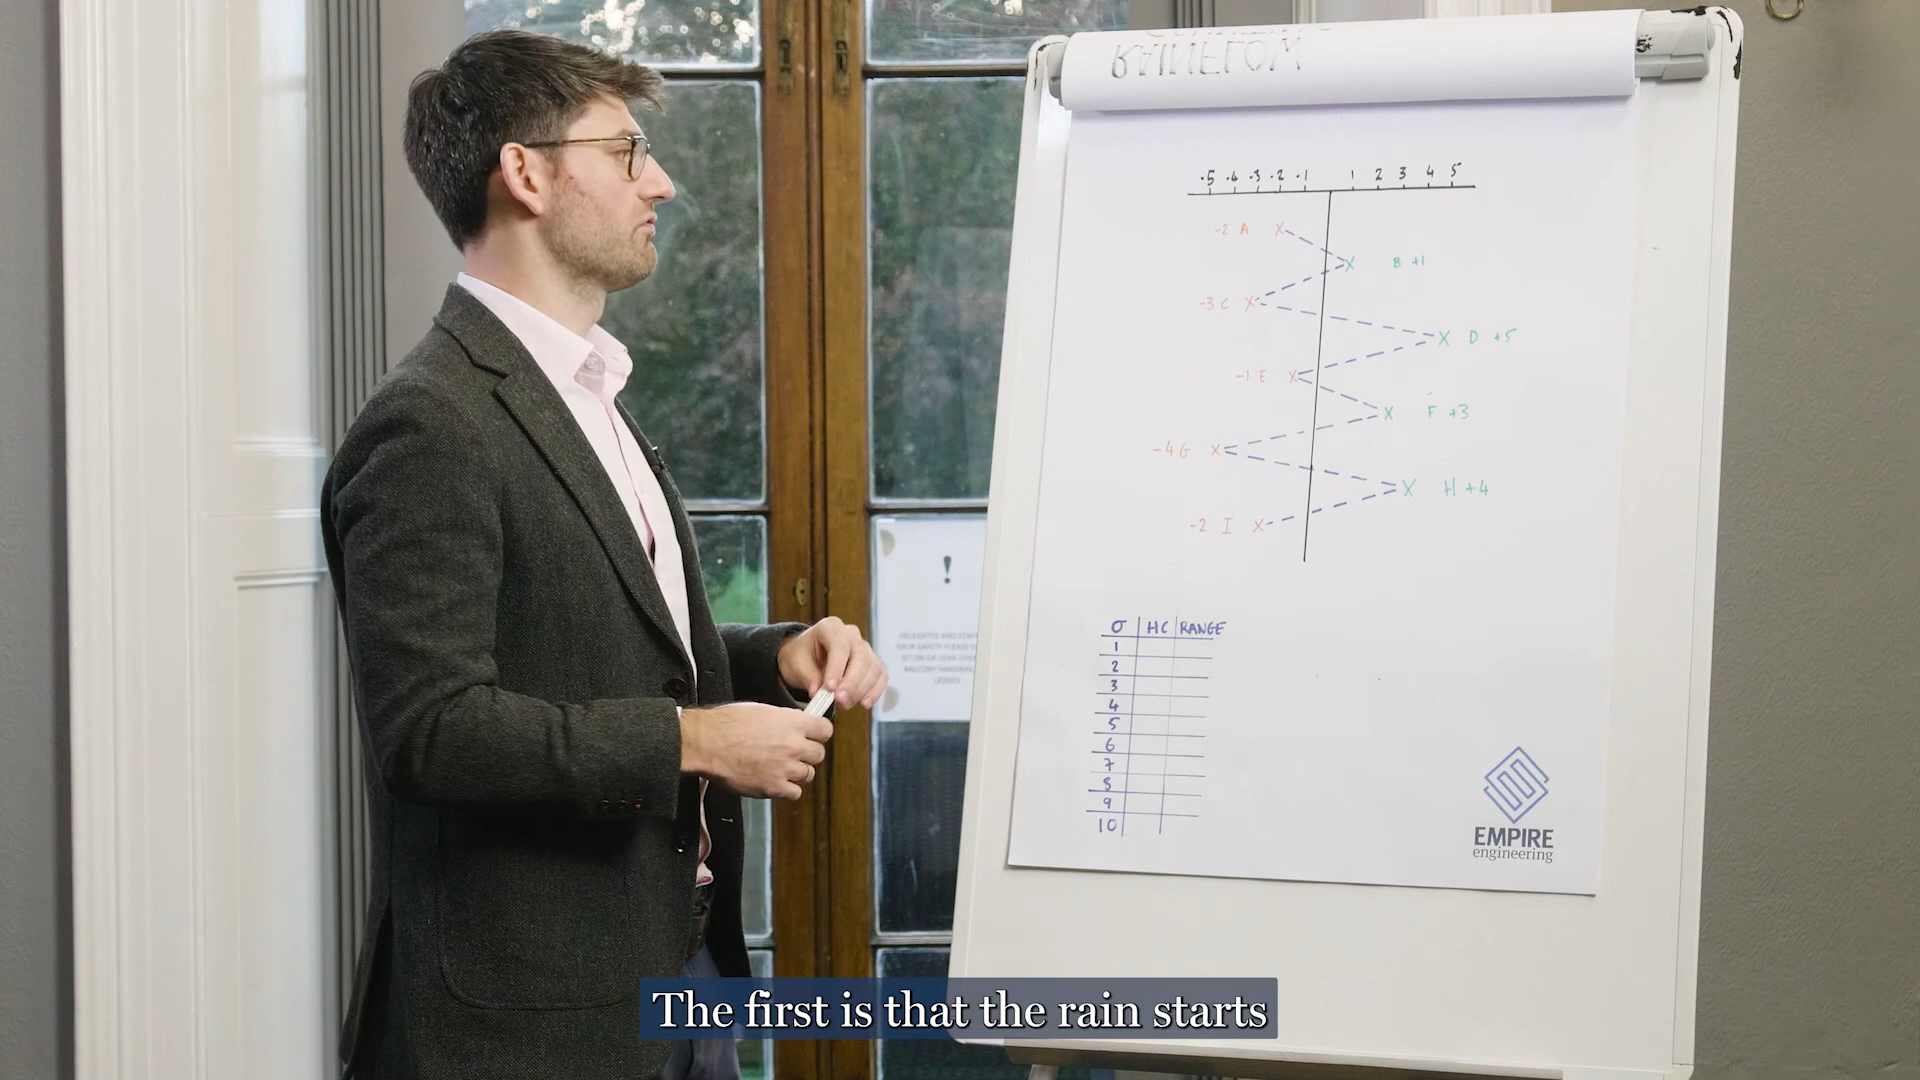 RAINFLOW
-5 -4 -3 -2 -1 1 2 3 4 5
-2 A X
X B +1
-3 C X
X D +5
-1 E X
X F +3
-4 G X
X H +4
-2 I X
σ HC RANGE
1
2
3
4
5
6
7
8
9
10
EMPIRE
engineering
!
The first is that the rain starts